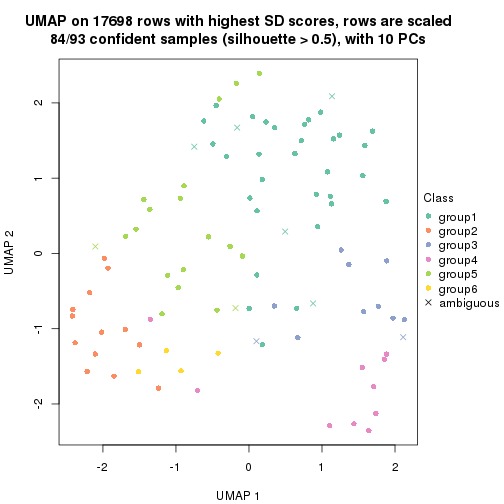 UMAP on 17698 rows with highest SD scores, rows are scaled
84/93 confident samples (silhouette > 0.5), with 10 PCs
2
1
0
-1
-2
UMAP 2
-2
-1
0
1
2
UMAP 1
Class
group1
group2
group3
group4
group5
group6
ambiguous